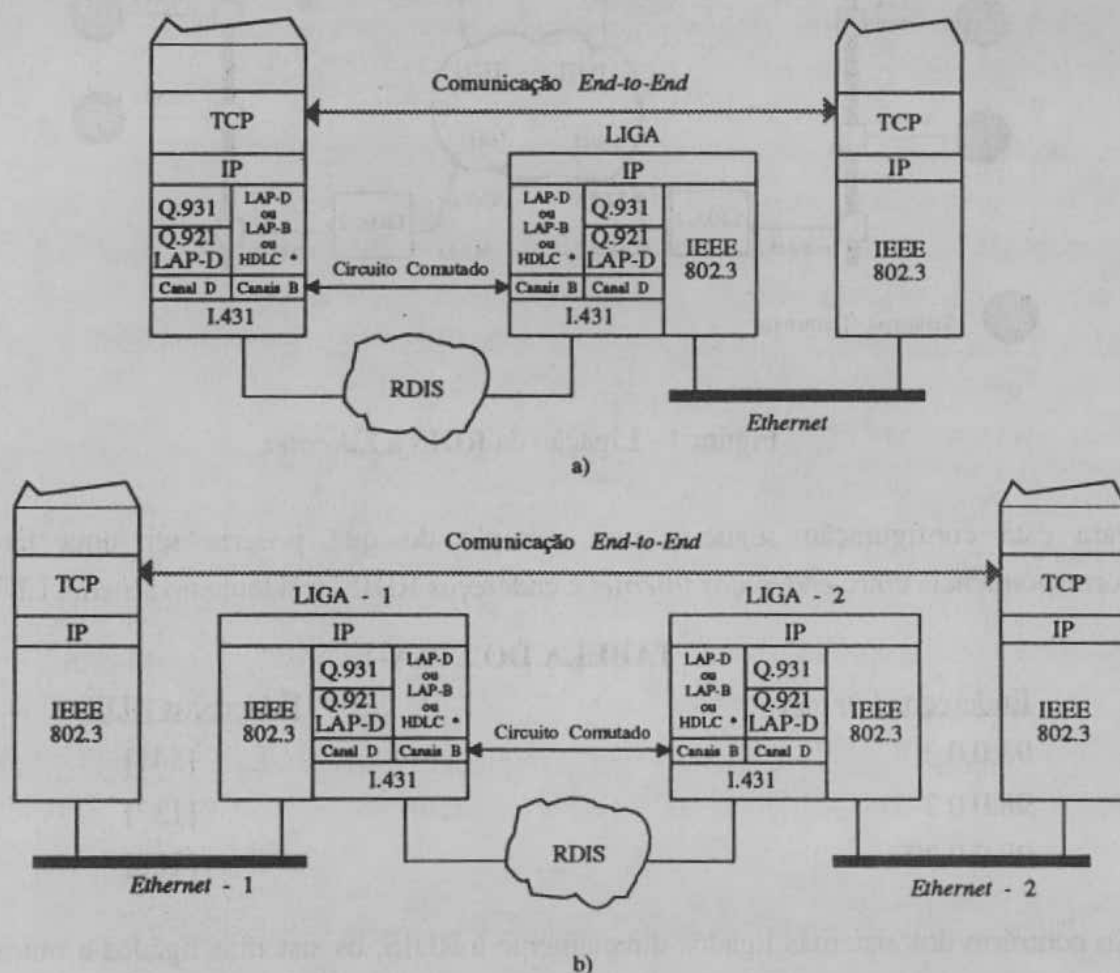 Comunicação End-to-End
TCP
IP
Q.931
Q.921
LAP-D
LAP-D
ou
LAP-B
ou
HDLC *
Canal D
Canais B
I.431
Circuito Comutado
LIGA
IP
LAP-D
ou
LAP-B
ou
HDLC *
Q.931
Q.921
LAP-D
Canais B
Canal D
I.431
IEEE
802.3
TCP
IP
IEEE
802.3
RDIS
Ethernet
a)
Comunicação End-to-End
TCP
IP
IEEE
802.3
LIGA - 1
IP
IEEE
802.3
Q.931
Q.921
LAP-D
LAP-D
ou
LAP-B
ou
HDLC *
Canal D
Canais B
I.431
Circuito Comutado
LIGA - 2
IP
LAP-D
ou
LAP-B
ou
HDLC *
Q.931
Q.921
LAP-D
Canais B
Canal D
I.431
IEEE
802.3
TCP
IP
IEEE
802.3
RDIS
Ethernet - 1
Ethernet - 2
b)